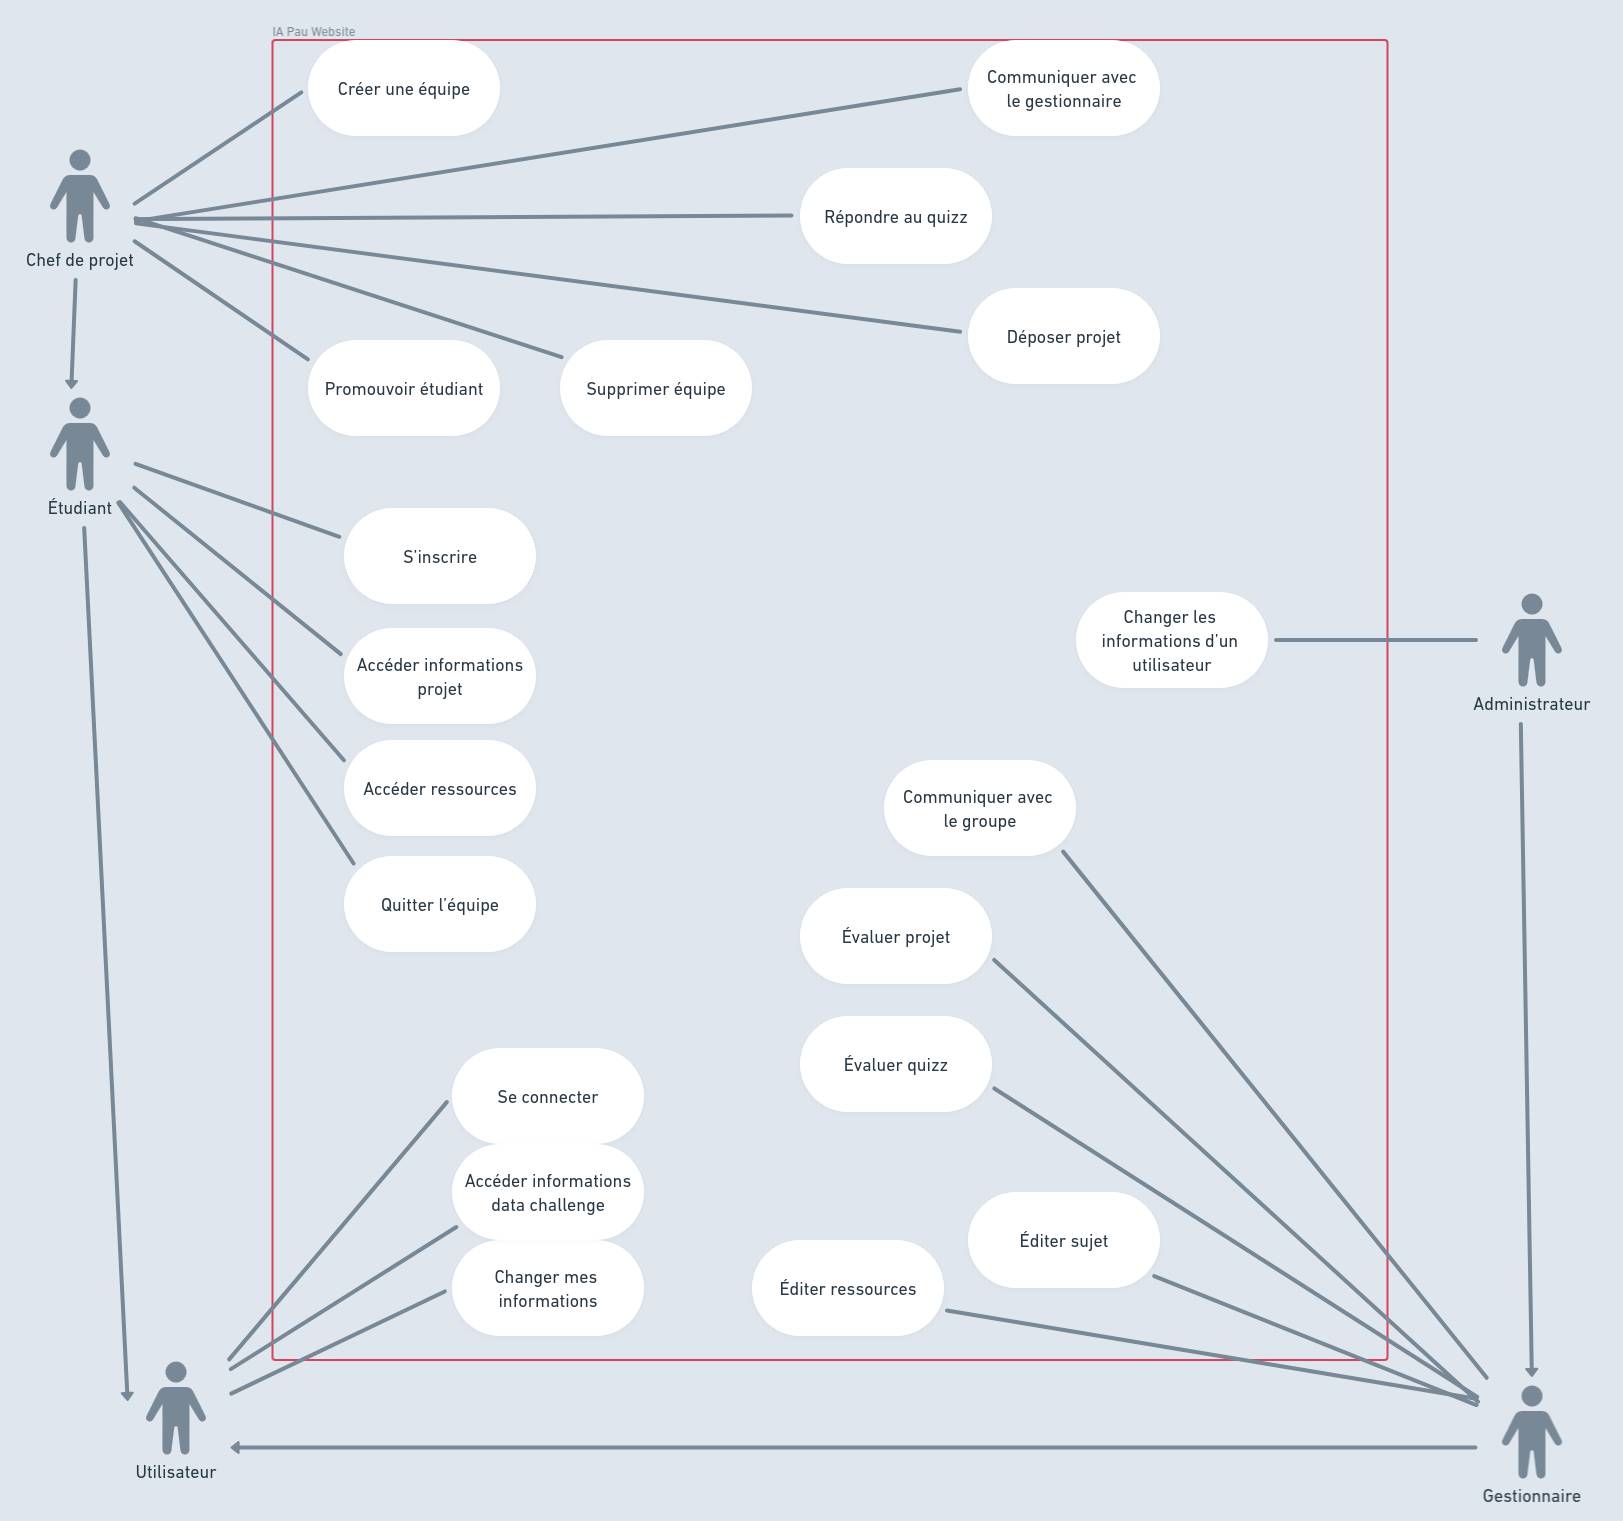 IA Pau Website
Créer une équipe
Communiquer avec
le gestionnaire
Répondre au quizz
Chef de projet
Déposer projet
Promouvoir étudiant
Supprimer équipe
Étudiant
S'inscrire
Changer les
informations d'un
utilisateur
Accéder informations
projet
Administrateur
Accéder ressources
Communiquer avec
le groupe
Quitter l'équipe
Évaluer projet
Évaluer quizz
Se connecter
Accéder informations
data challenge
Éditer sujet
Changer mes
informations
Éditer ressources
Utilisateur
Gestionnaire